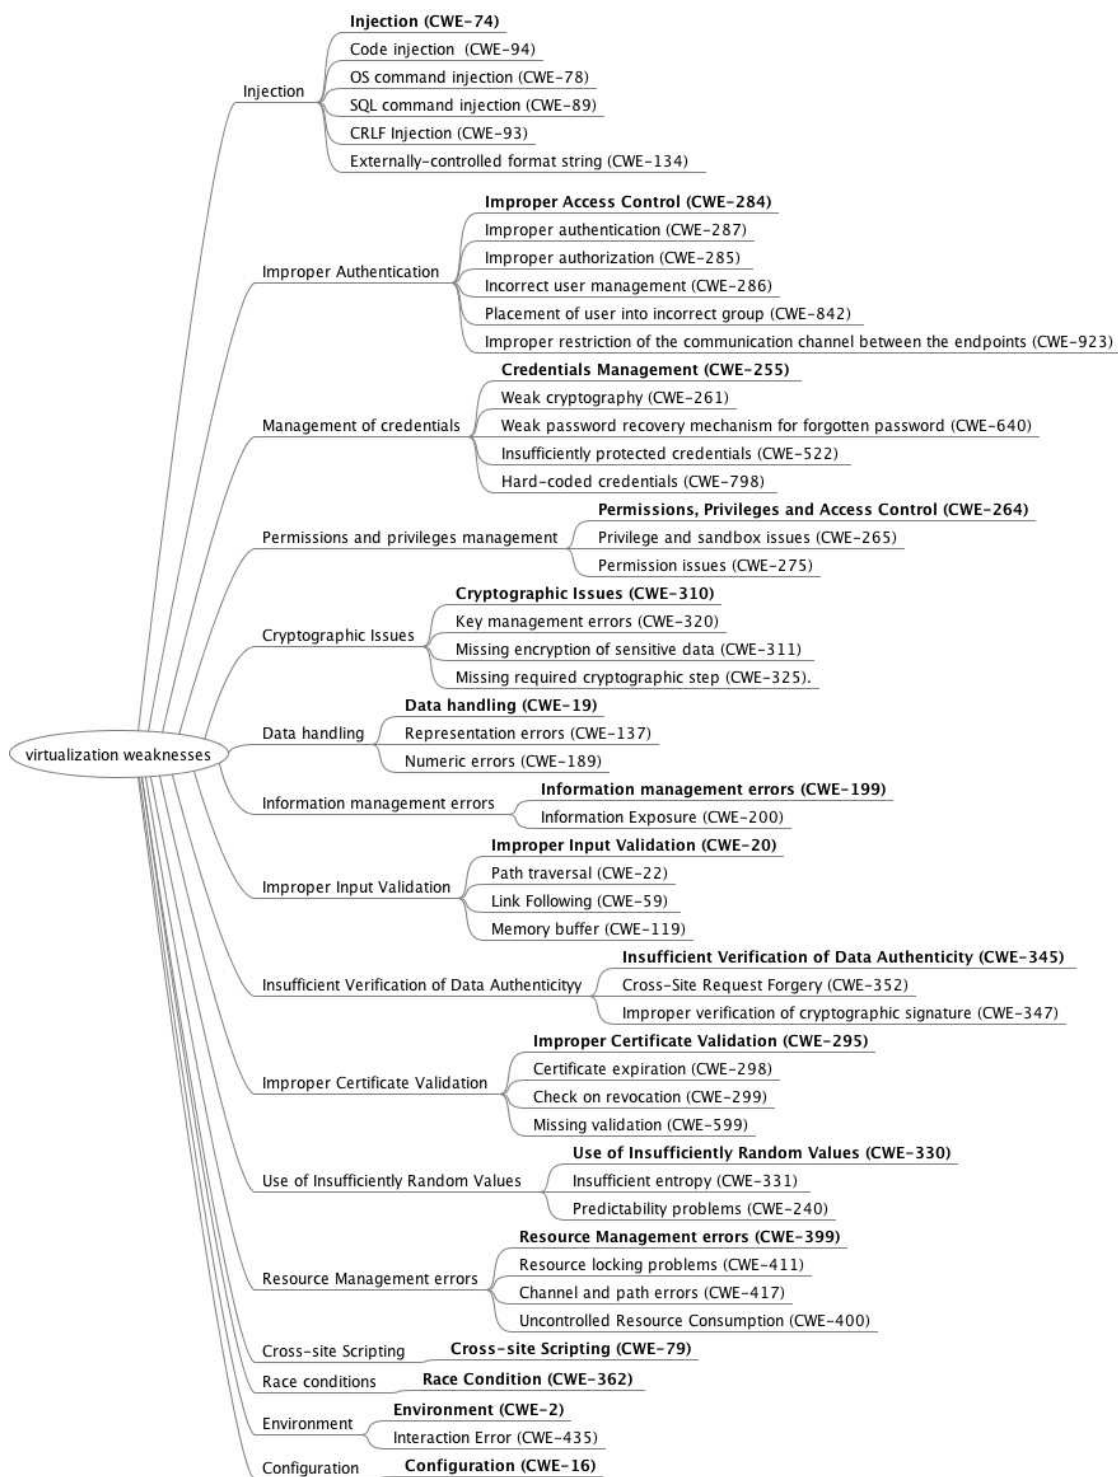 virtualization weaknesses
Injection
Injection (CWE-74)
Code injection (CWE-94)
OS command injection (CWE-78)
SQL command injection (CWE-89)
CRLF Injection (CWE-93)
Externally-controlled format string (CWE-134)
Improper Authentication
Improper Access Control (CWE-284)
Improper authentication (CWE-287)
Improper authorization (CWE-285)
Incorrect user management (CWE-286)
Placement of user into incorrect group (CWE-842)
Improper restriction of the communication channel between the endpoints (CWE-923)
Management of credentials
Credentials Management (CWE-255)
Weak cryptography (CWE-261)
Weak password recovery mechanism for forgotten password (CWE-640)
Insufficiently protected credentials (CWE-522)
Hard-coded credentials (CWE-798)
Permissions and privileges management
Permissions, Privileges and Access Control (CWE-264)
Privilege and sandbox issues (CWE-265)
Permission issues (CWE-275)
Cryptographic Issues
Cryptographic Issues (CWE-310)
Key management errors (CWE-320)
Missing encryption of sensitive data (CWE-311)
Missing required cryptographic step (CWE-325).
Data handling
Data handling (CWE-19)
Representation errors (CWE-137)
Numeric errors (CWE-189)
Information management errors
Information management errors (CWE-199)
Information Exposure (CWE-200)
Improper Input Validation
Improper Input Validation (CWE-20)
Path traversal (CWE-22)
Link Following (CWE-59)
Memory buffer (CWE-119)
Insufficient Verification of Data Authenticityy
Insufficient Verification of Data Authenticity (CWE-345)
Cross-Site Request Forgery (CWE-352)
Improper verification of cryptographic signature (CWE-347)
Improper Certificate Validation
Improper Certificate Validation (CWE-295)
Certificate expiration (CWE-298)
Check on revocation (CWE-299)
Missing validation (CWE-599)
Use of Insufficiently Random Values
Use of Insufficiently Random Values (CWE-330)
Insufficient entropy (CWE-331)
Predictability problems (CWE-240)
Resource Management errors
Resource Management errors (CWE-399)
Resource locking problems (CWE-411)
Channel and path errors (CWE-417)
Uncontrolled Resource Consumption (CWE-400)
Cross-site Scripting
Cross-site Scripting (CWE-79)
Race conditions
Race Condition (CWE-362)
Environment
Environment (CWE-2)
Interaction Error (CWE-435)
Configuration
Configuration (CWE-16)